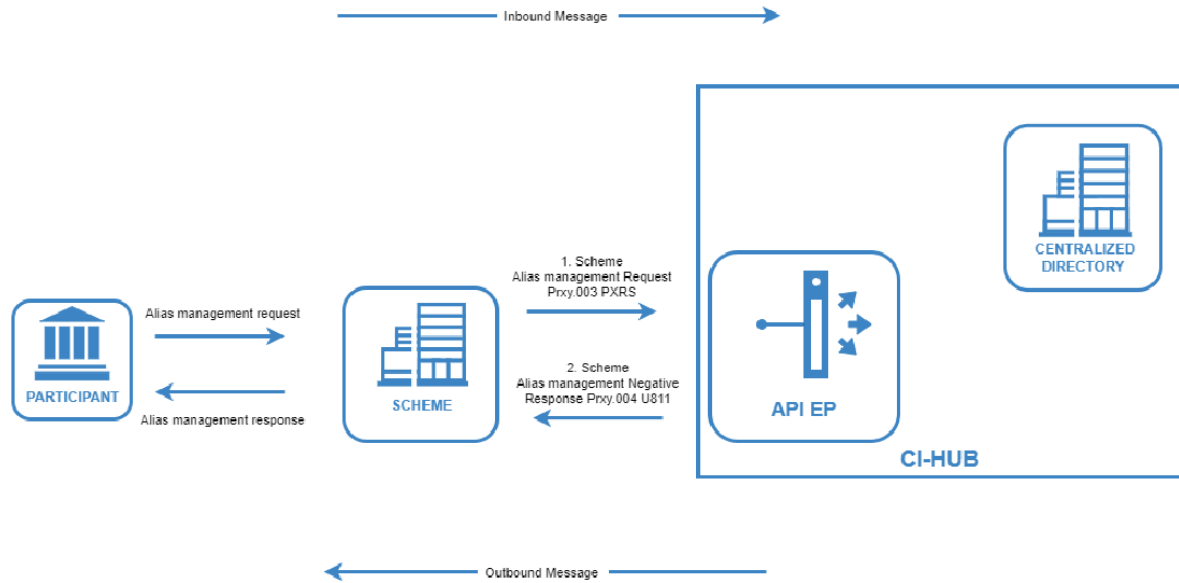 Inbound Message
CENTRALIZED
DIRECTORY
1. Scheme
Alias management Request
Prxy.003 PXRS
Alias management request
PARTICIPANT
Alias management response
SCHEME
2. Scheme
Alias management Negative
Response Prxy.004 U811
API EP
CI-HUB
Outbound Message